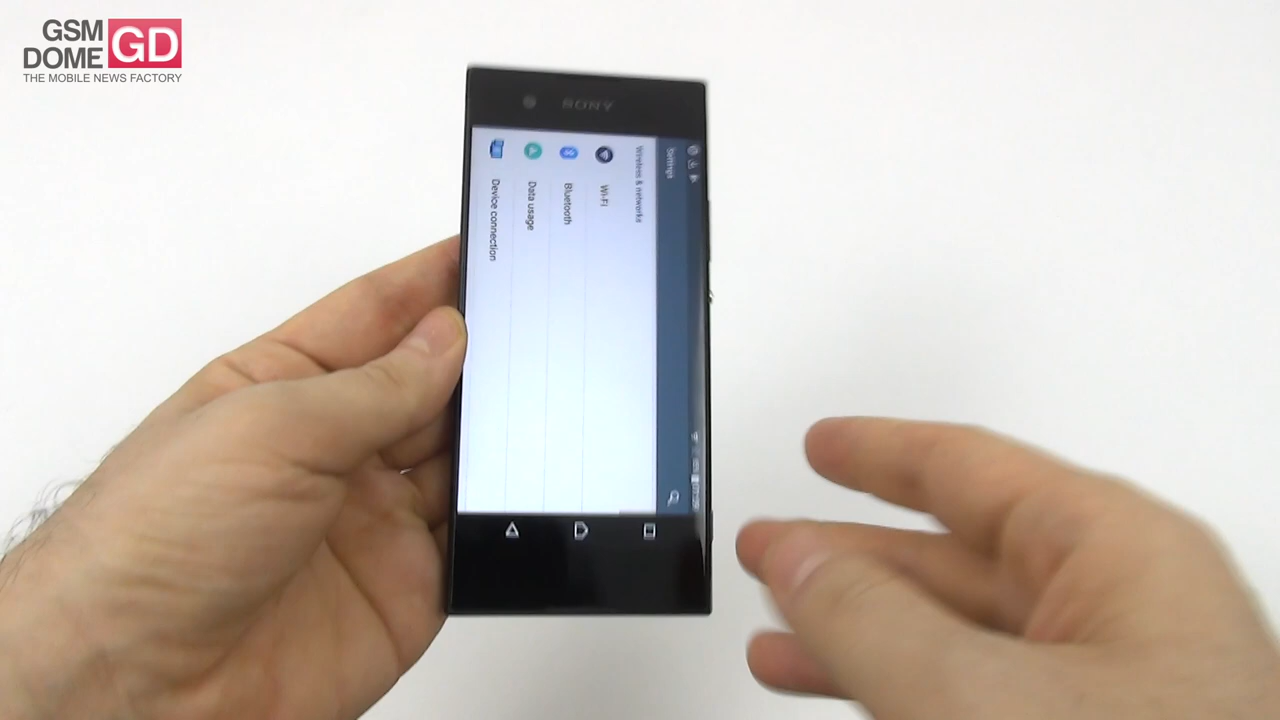 GSM
DOME
GD
THE MOBILE NEWS FACTORY
SONY
Settings
Wireless & networks
Wi-Fi
Bluetooth
Data usage
Device connection